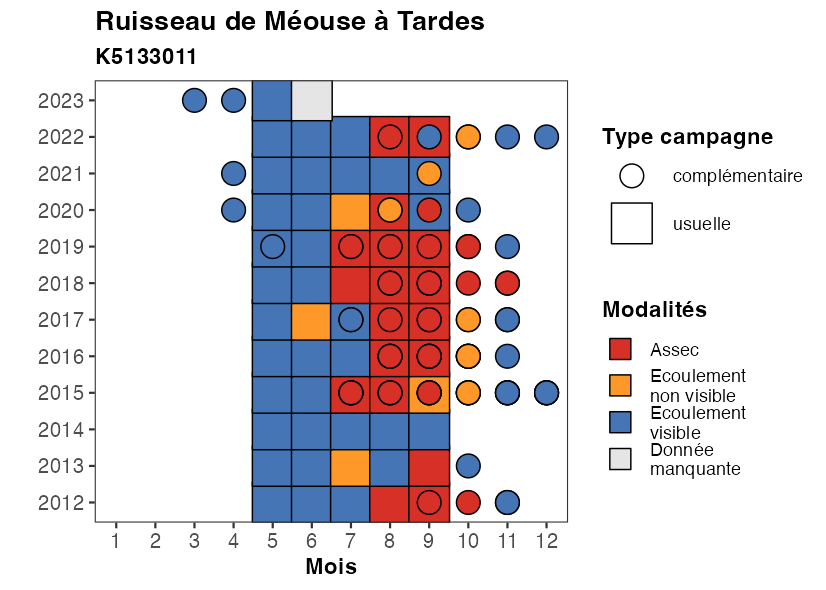 Ruisseau de Méouse à Tardes
K5133011
2023
2022
2021
2020
2019
2018
2017
2016
2015
2014
2013
2012
1 2 3 4 5 6 7 8 9 10 11 12
Mois
Type campagne
complémentaire
usuelle
Modalités
Assec
Ecoulement
non visible
Ecoulement
visible
Donnée
manquante